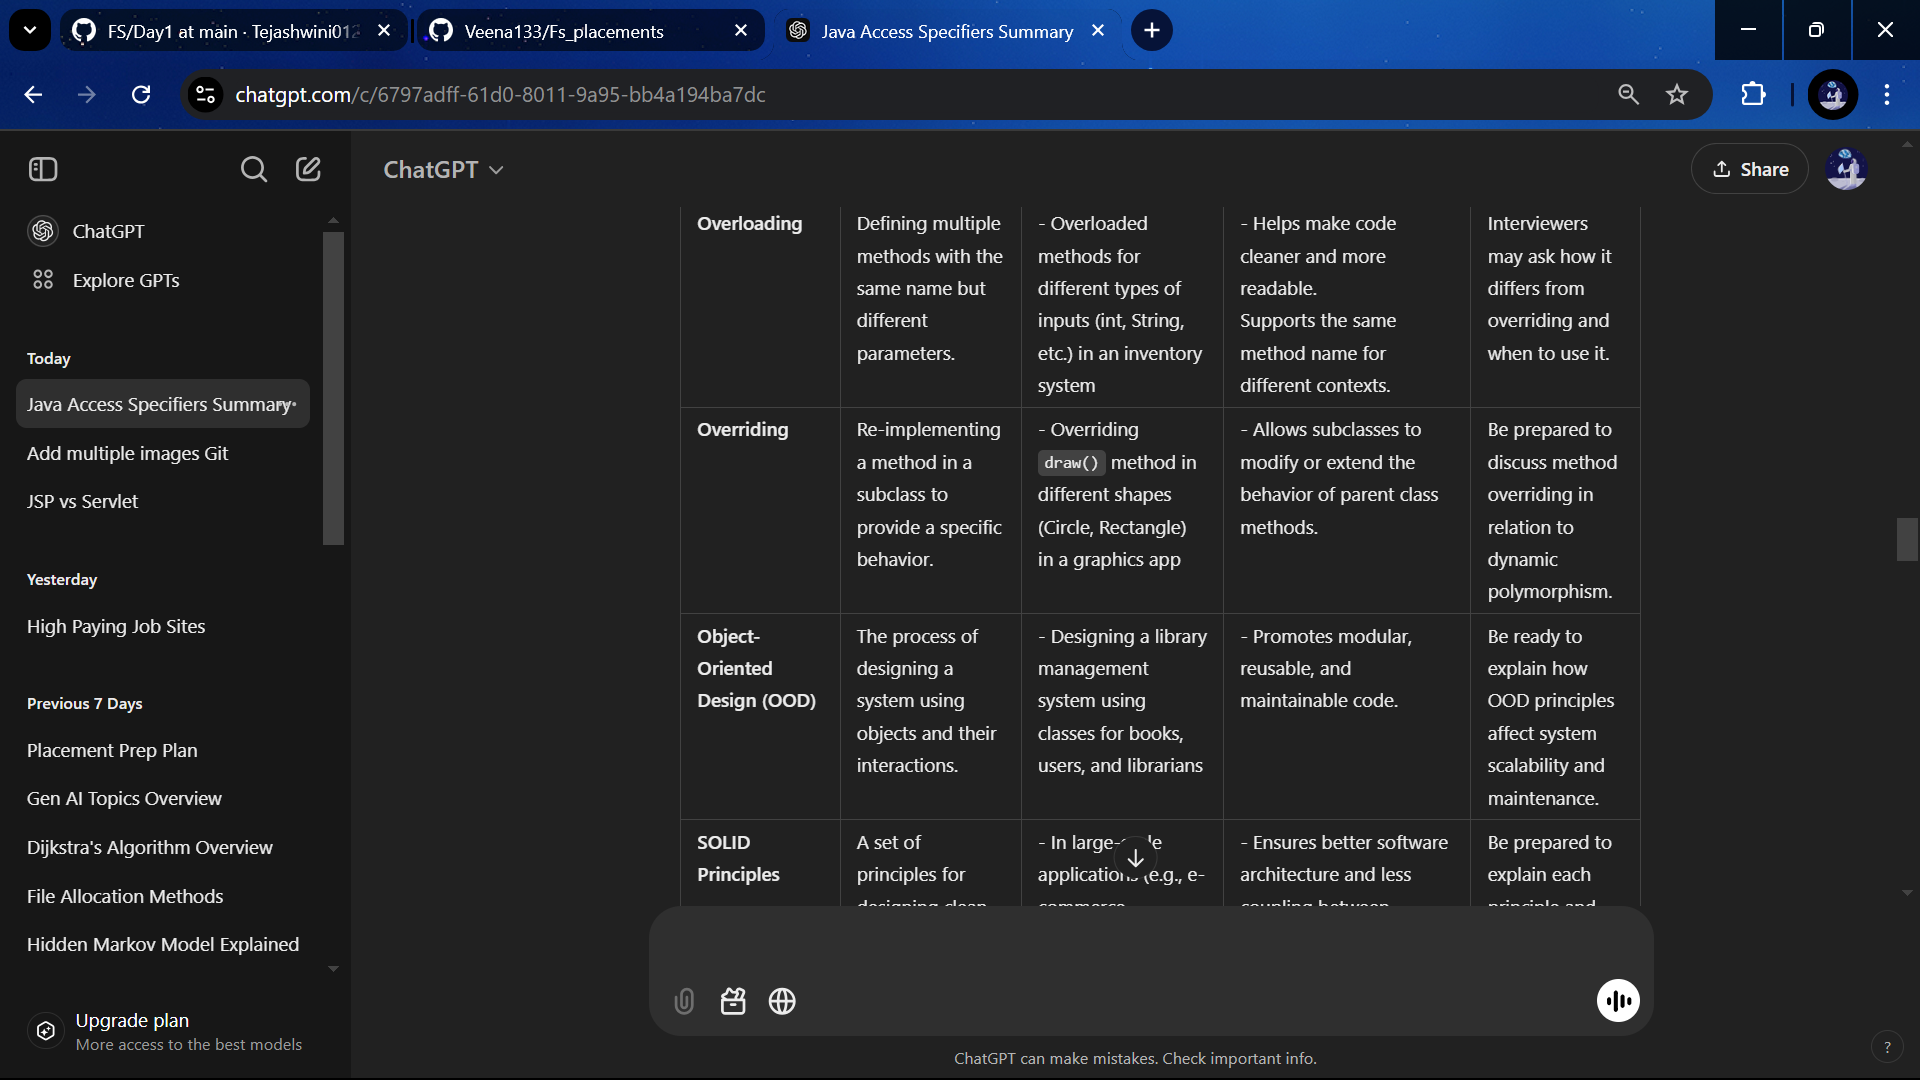 FS/Day1 at main · Tejashwini012
Veena133/Fs_placements
Java Access Specifiers Summary
chatgpt.com/c/6797adff-61d0-8011-9a95-bb4a194ba7dc
ChatGPT
Share
ChatGPT
Explore GPTs
Today
Java Access Specifiers Summary
Add multiple images Git
JSP vs Servlet
Yesterday
High Paying Job Sites
Previous 7 Days
Placement Prep Plan
Gen AI Topics Overview
Dijkstra's Algorithm Overview
File Allocation Methods
Hidden Markov Model Explained
Upgrade plan
More access to the best models
Overloading
Defining multiple
methods with the
same name but
different
parameters.
- Overloaded
methods for
different types of
inputs (int, String,
etc.) in an inventory
system
- Helps make code
cleaner and more
readable.
Supports the same
method name for
different contexts.
Interviewers
may ask how it
differs from
overriding and
when to use it.
Overriding
Re-implementing
a method in a
subclass to
provide a specific
behavior.
- Overriding
draw() method in
different shapes
(Circle, Rectangle)
in a graphics app
- Allows subclasses to
modify or extend the
behavior of parent class
methods.
Be prepared to
discuss method
overriding in
relation to
dynamic
polymorphism.
Object-
Oriented
Design (OOD)
The process of
designing a
system using
objects and their
interactions.
- Designing a library
management
system using
classes for books,
users, and librarians
- Promotes modular,
reusable, and
maintainable code.
Be ready to
explain how
OOD principles
affect system
scalability and
maintenance.
SOLID
Principles
A set of
principles for
designing clean
- In large-scale
applications (e.g., e-
commerce
- Ensures better software
architecture and less
coupling between
Be prepared to
explain each
principle and
ChatGPT can make mistakes. Check important info.
?